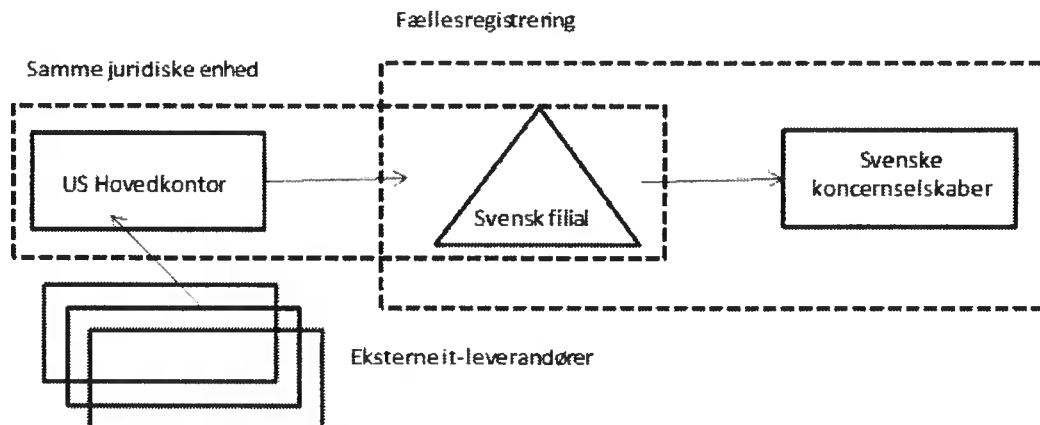 Fællesregistrering
Samme juridiske enhed
US Hovedkontor
Svensk filial
Svenske
koncernselskaber
Eksterne it-leverandører